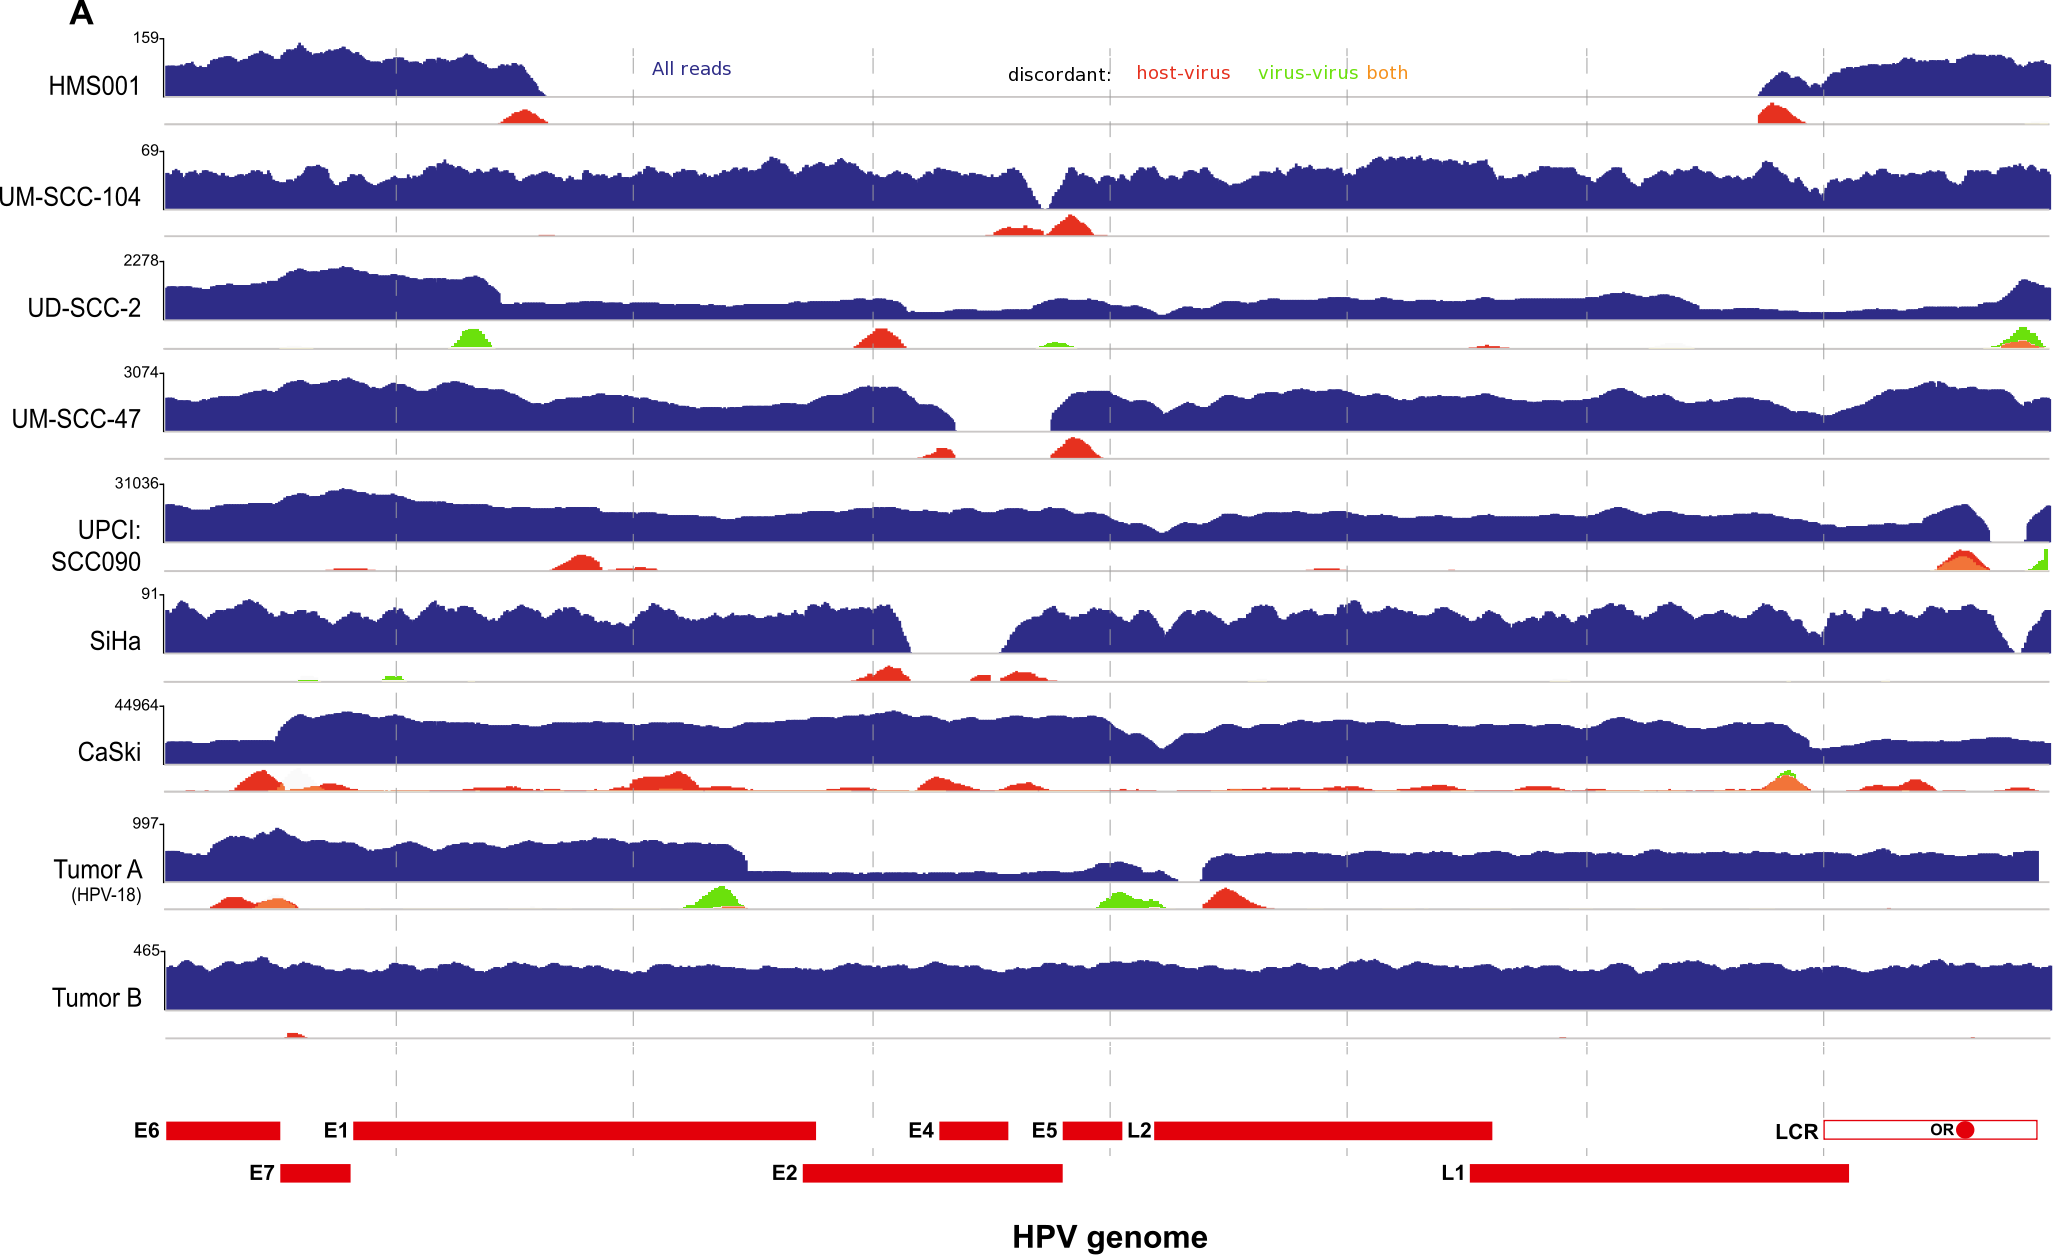 A
159
HMS001
All reads
discordant: host-virus virus-virus both
69
UM-SCC-104
2278
UD-SCC-2
3074
UM-SCC-47
31036
UPCI:
SCC090
91
SiHa
44964
CaSki
997
Tumor A
(HPV-18)
465
Tumor B
E6 E1 E4 E5 L2 LCR OR
E7 E2 L1
HPV genome